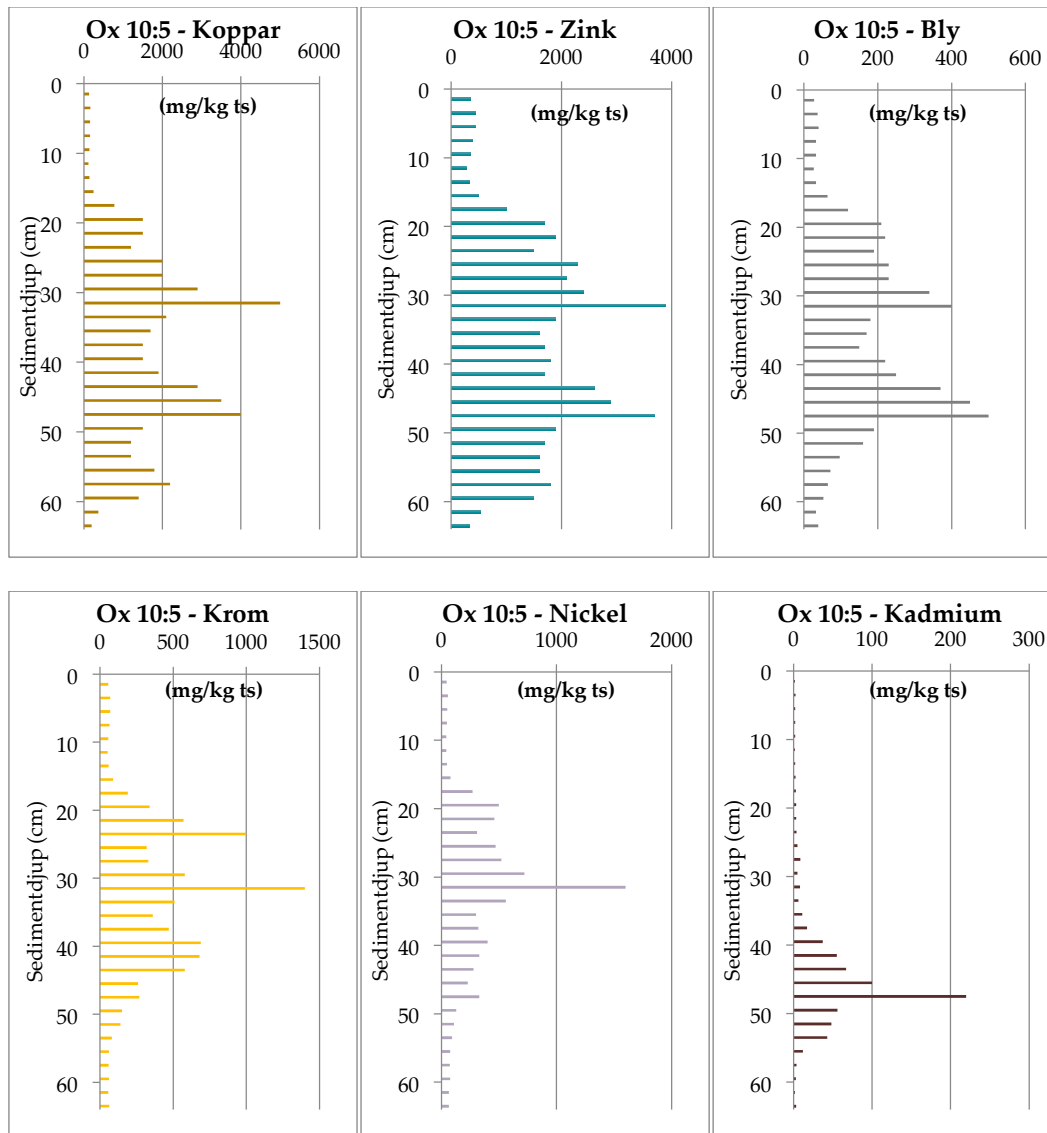 Ox 10:5 - Koppar
0 2000 4000 6000
(mg/kg ts)
Sedimentdjup (cm)
0
10
20
30
40
50
60
Ox 10:5 - Zink
0 2000 4000
(mg/kg ts)
Sedimentdjup (cm)
0
10
20
30
40
50
60
Ox 10:5 - Bly
0 200 400 600
(mg/kg ts)
Sedimentdjup (cm)
0
10
20
30
40
50
60
Ox 10:5 - Krom
0 500 1000 1500
(mg/kg ts)
Sedimentdjup (cm)
0
10
20
30
40
50
60
Ox 10:5 - Nickel
0 1000 2000
(mg/kg ts)
Sedimentdjup (cm)
0
10
20
30
40
50
60
Ox 10:5 - Kadmium
0 100 200 300
(mg/kg ts)
Sedimentdjup (cm)
0
10
20
30
40
50
60